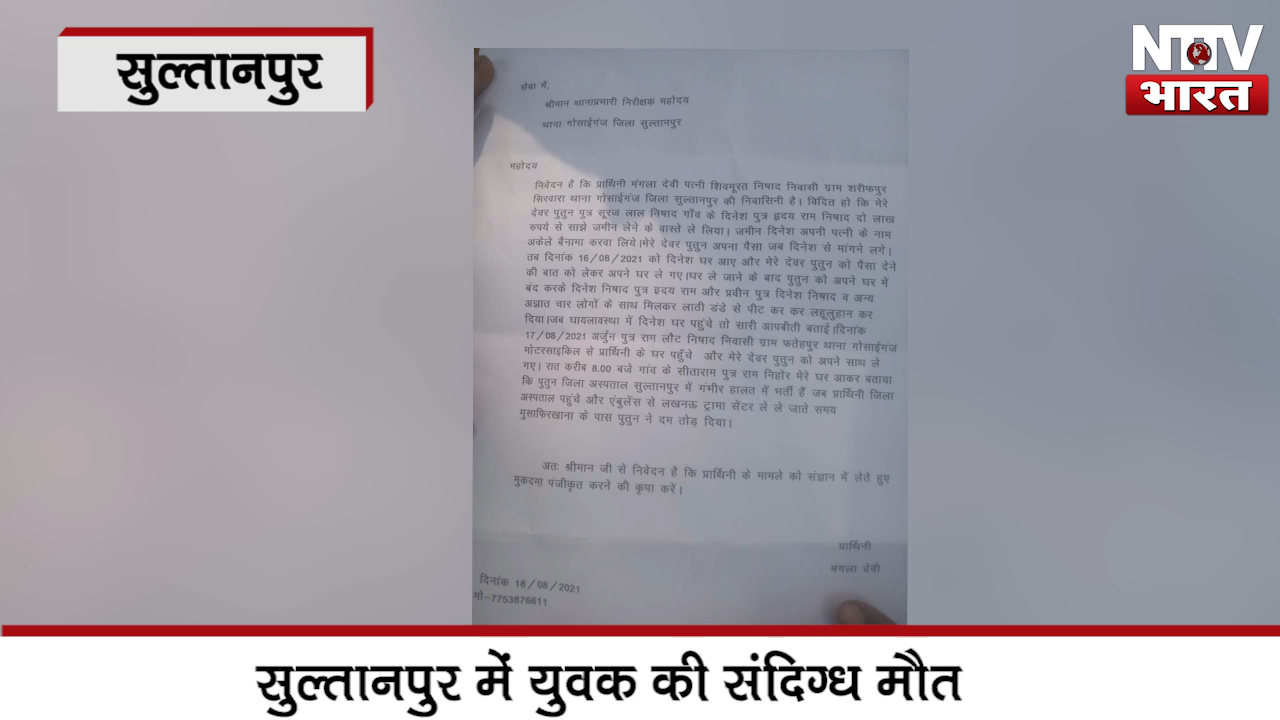 सुल्तानपुर
NTTV
भारत
सेवा में,
श्रीमान थानाप्रभारी निरीक्षक महोदय
थाना गोसाईगंज जिला सुल्तानपुर
महोदय
निवेदन है कि प्रार्थिनी मंगला देवी पत्नी शिवमूरत निषाद निवासी ग्राम शरीफपुर
सिरवारा थाना गोसाईगंज जिला सुल्तानपुर की निवासिनी है। विदित हो कि मेरे
देवर पुतुन पुत्र सूरज लाल निषाद गाँव के दिनेश पुत्र हृदय राम निषाद दो लाख
रुपये से साझे जमीन लेने के वास्ते ले लिया। जमीन दिनेश अपनी पत्नी के नाम
अकेले बैनामा करवा लिये।मेरे देवर पुतुन अपना पैसा जब दिनेश से मांगने लगे।
तब दिनांक 16/08/2021 को दिनेश घर आए और मेरे देवर पुतुन को पैसा देने
की बात को लेकर अपने घर ले गए।घर ले जाने के बाद पुतुन को अपने घर में
बंद करके दिनेश निषाद पुत्र हृदय राम और प्रवीन पुत्र दिनेश निषाद व अन्य
अज्ञात चार लोगों के साथ मिलकर लाठी डंडे से पीट कर कर लहूलुहान कर
दिया।जब घायलावस्था में दिनेश घर पहुंचे तो सारी आपबीती बताई।दिनांक
17/08/2021 अर्जुन पुत्र राम लौट निषाद निवासी ग्राम फतेहपुर थाना गोसाईगंज
मोटरसाइकिल से प्रार्थिनी के घर पहुँचे और मेरे देवर पुतुन को अपने साथ ले
गए। रात करीब 8.00 बजे गांव के सीताराम पुत्र राम निहोर मेरे घर आकर बताया
कि पुतुन जिला अस्पताल सुल्तानपुर में गंभीर हालत में भर्ती हैं जब प्रार्थिनी जिला
अस्पताल पहुंचे और एंबुलेंस से लखनऊ ट्रामा सेंटर ले ले जाते समय
मुसाफिरखाना के पास पुतुन ने दम तोड़ दिया।
अतः श्रीमान जी से निवेदन है कि प्रार्थिनी के मामले को संज्ञान में लेते हुए
मुकदमा पंजीकृत करने की कृपा करें।
प्रार्थिनी
मंगला देवी
दिनांक 18/08/2021
मो–7753876611
सुल्तानपुर में युवक की संदिग्ध मौत